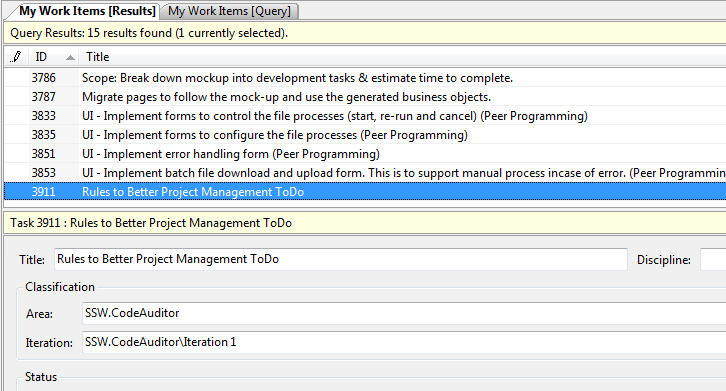 My Work Items [Results] My Work Items [Query]
Query Results: 15 results found (1 currently selected).
ID Title
3786 Scope: Break down mockup into development tasks & estimate time to complete.
3787 Migrate pages to follow the mock-up and use the generated business objects.
3833 UI - Implement forms to control the file processes (start, re-run and cancel) (Peer Programming)
3835 UI - Implement forms to configure the file processes (Peer Programming)
3851 UI - Implement error handling form (Peer Programming)
3853 UI - Implement batch file download and upload form. This is to support manual process incase of error. (Peer Programmin
3911 Rules to Better Project Management ToDo
Task 3911 : Rules to Better Project Management ToDo
Title: Rules to Better Project Management ToDo Discipline:
Classification
Area: SSW.CodeAuditor
Iteration: SSW.CodeAuditor\Iteration 1
Status